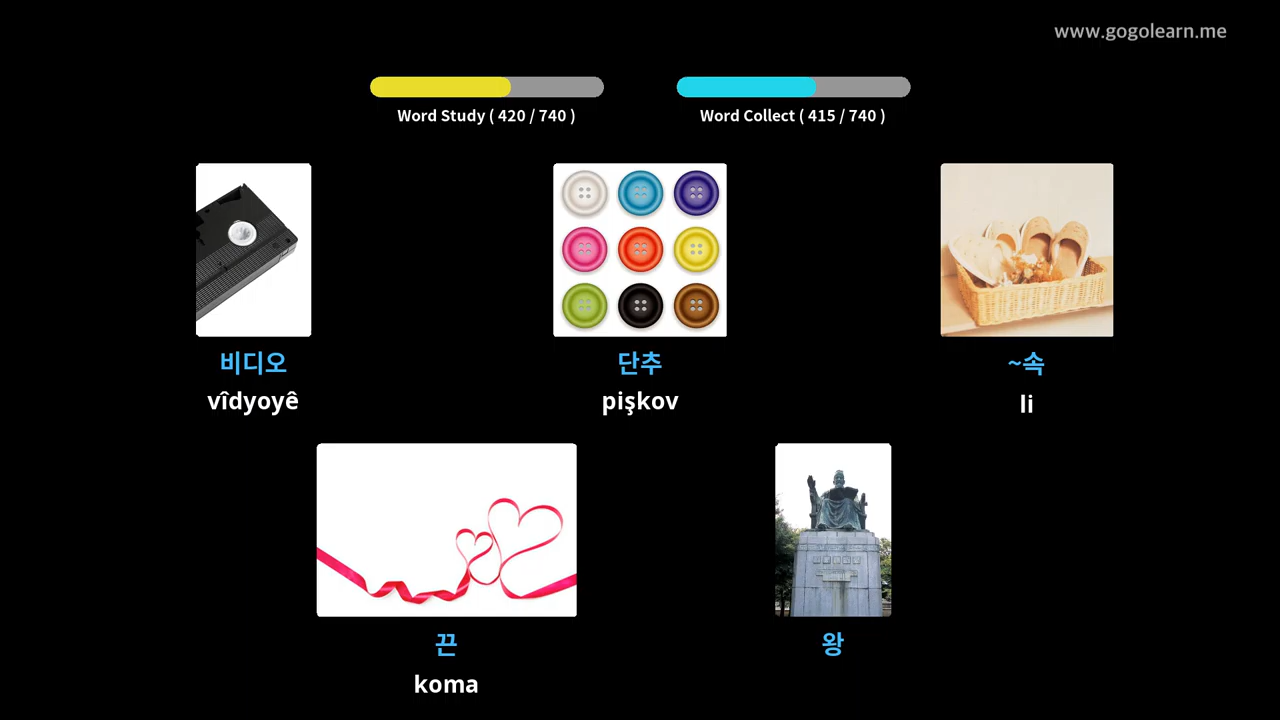 www.gogolearn.me
Word Study ( 420 / 740 )
Word Collect ( 415 / 740 )
비디오
vîdyoyê
단추
pişkov
~속
li
끈
koma
왕